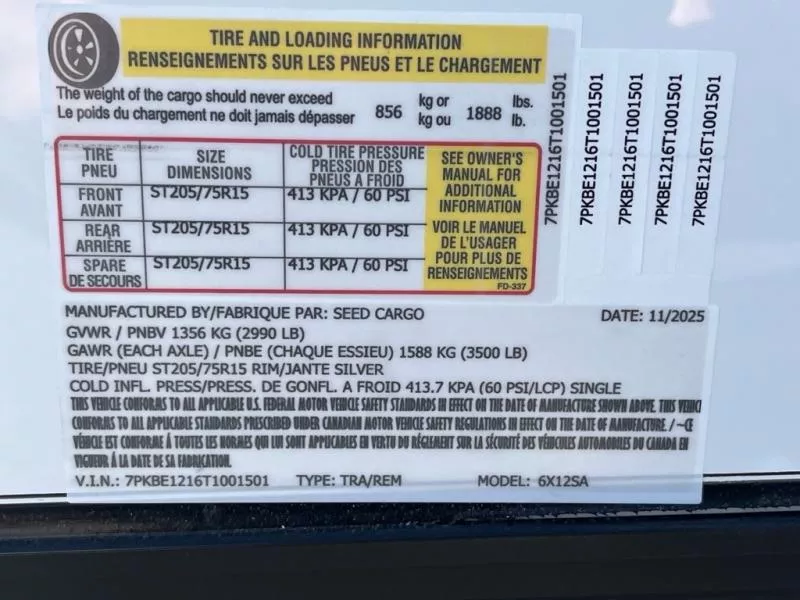 TIRE AND LOADING INFORMATION
RENSEIGNEMENTS SUR LES PNEUS ET LE CHARGEMENT
The weight of the cargo should never exceed 856 kg or 1888 lbs.
Le poids du chargement ne doit jamais dépasser kg ou lb.
TIRE PNEU
SIZE DIMENSIONS
COLD TIRE PRESSURE PRESSION DES PNEUS A FROID
FRONT AVANT ST205/75R15 413 KPA / 60 PSI
REAR ARRIÈRE ST205/75R15 413 KPA / 60 PSI
SPARE DE SECOURS ST205/75R15 413 KPA / 60 PSI
SEE OWNER'S
MANUAL FOR
ADDITIONAL
INFORMATION
VOIR LE MANUEL
DE L'USAGER
POUR PLUS DE
RENSEIGNEMENTS
FD-337
7PKBE1216T1001501
7PKBE1216T1001501
7PKBE1216T1001501
7PKBE1216T1001501
7PKBE1216T1001501
MANUFACTURED BY/FABRIQUE PAR: SEED CARGO DATE: 11/2025
GVWR / PNBV 1356 KG (2990 LB)
GAWR (EACH AXLE) / PNBE (CHAQUE ESSIEU) 1588 KG (3500 LB)
TIRE/PNEU ST205/75R15 RIM/JANTE SILVER
COLD INFL. PRESS/PRESS. DE GONFL. A FROID 413.7 KPA (60 PSI/LCP) SINGLE
THIS VEHICLE CONFORMS TO ALL APPLICABLE U.S. FEDERAL MOTOR VEHICLE SAFETY STANDARDS IN EFFECT ON THE DATE OF MANUFACTURE SHOWN ABOVE. THIS VEHICL
CONFORMS TO ALL APPLICABLE STANDARDS PRESCRIBED UNDER CANADIAN MOTOR VEHICLE SAFETY REGULATIONS IN EFFECT ON THE DATE OF MANUFACTURE. / ~CE
VÉHICLE EST CONFORME Á TOUTES LES NORMES QUI LUI SONT APPLICABLES EN VERTU DU RÉGLEMENT SUR LA SÉCURITÉ DES VÉHICULES AUTOMOBILES DU CANADA EN
VIGUEUR Á LA DATE DE SA FABRICATION.
V.I.N.: 7PKBE1216T1001501 TYPE: TRA/REM MODEL: 6X12SA